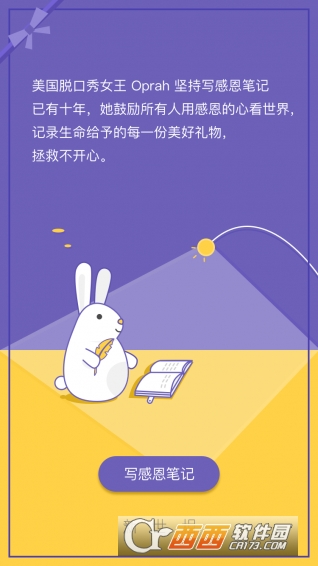 美国脱口秀女王 Oprah 坚持写感恩笔记
已有十年，她鼓励所有人用感恩的心看世界，
记录生命给予的每一份美好礼物，
拯救不开心。
写感恩笔记
西西软件园
CR173.com